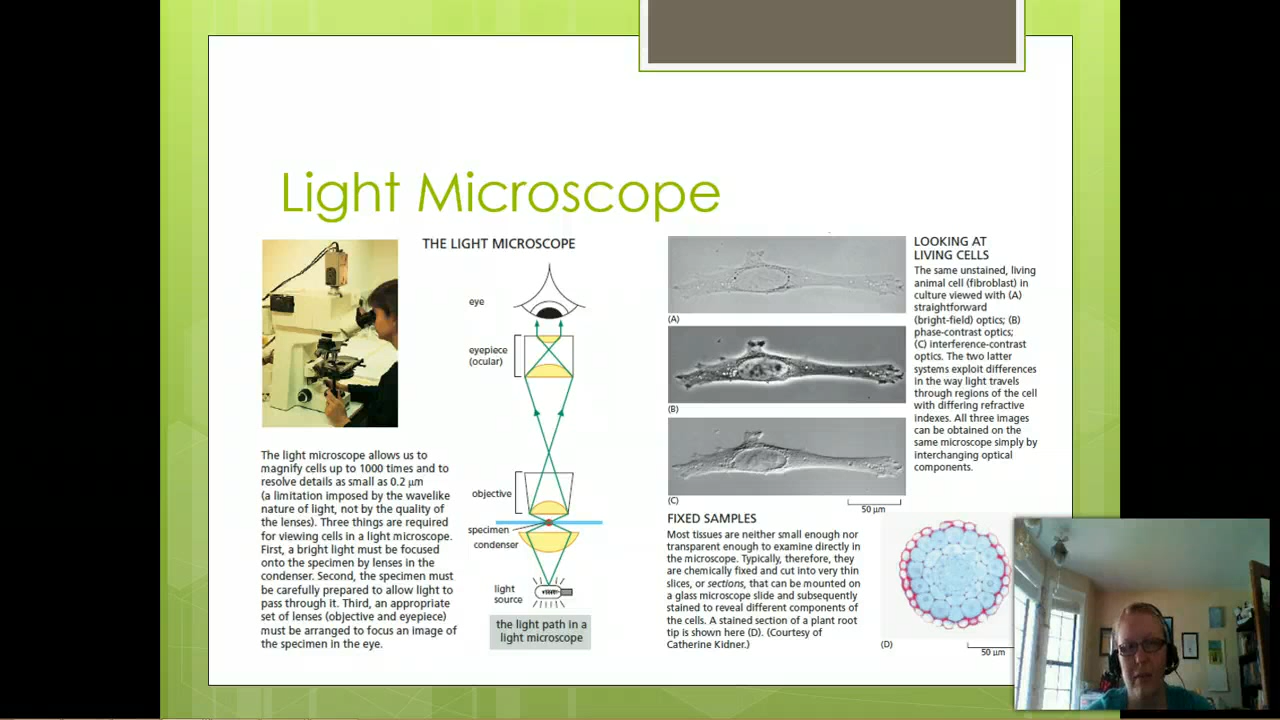 Light Microscope
THE LIGHT MICROSCOPE
eye
eyepiece
(ocular)
objective
specimen
condenser
light
source
the light path in a
light microscope
The light microscope allows us to
magnify cells up to 1000 times and to
resolve details as small as 0.2 μm
(a limitation imposed by the wavelike
nature of light, not by the quality of
the lenses). Three things are required
for viewing cells in a light microscope.
First, a bright light must be focused
onto the specimen by lenses in the
condenser. Second, the specimen must
be carefully prepared to allow light to
pass through it. Third, an appropriate
set of lenses (objective and eyepiece)
must be arranged to focus an image of
the specimen in the eye.
(A)
(B)
(C)
50 μm
LOOKING AT
LIVING CELLS
The same unstained, living
animal cell (fibroblast) in
culture viewed with (A)
straightforward
(bright-field) optics; (B)
phase-contrast optics;
(C) interference-contrast
optics. The two latter
systems exploit differences
in the way light travels
through regions of the cell
with differing refractive
indexes. All three images
can be obtained on the
same microscope simply by
interchanging optical
components.
FIXED SAMPLES
Most tissues are neither small enough nor
transparent enough to examine directly in
the microscope. Typically, therefore, they
are chemically fixed and cut into very thin
slices, or sections, that can be mounted on
a glass microscope slide and subsequently
stained to reveal different components of
the cells. A stained section of a plant root
tip is shown here (D). (Courtesy of
Catherine Kidner.)
(D)
50 μm